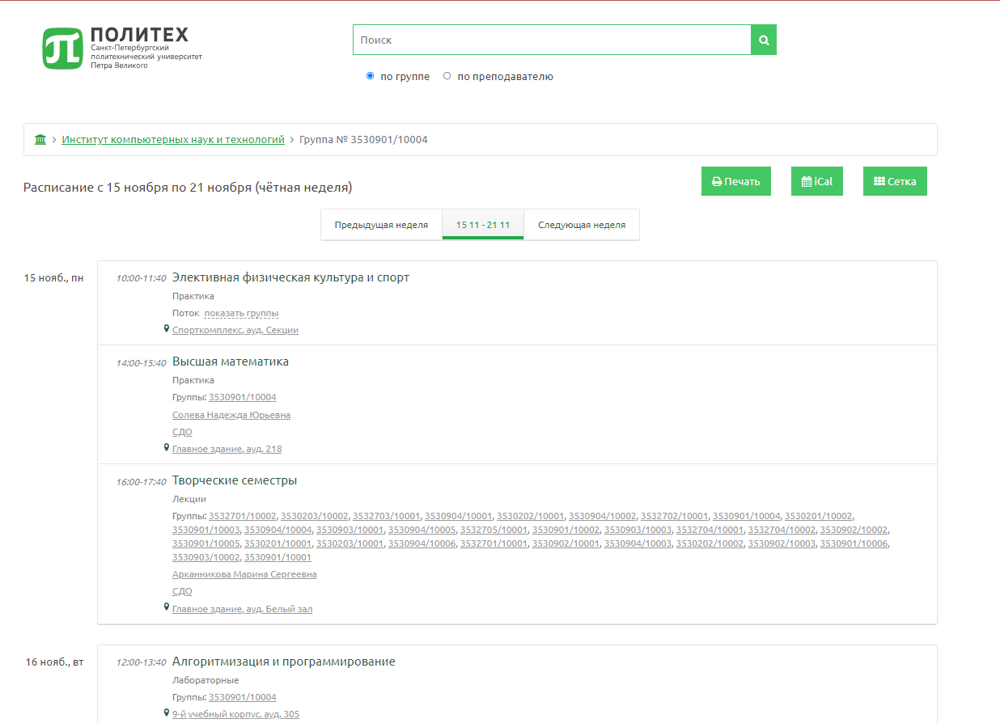 ПОЛИТЕХ
Санкт-Петербургский
политехнический университет
Петра Великого
Поиск
по группе по преподавателю
Институт компьютерных наук и технологий > Группа № 3530901/10004
Расписание с 15 ноября по 21 ноября (чётная неделя)
Печать iCal Сетка
Предыдущая неделя 15 11 - 21 11 Следующая неделя
15 нояб., пн
10:00-11:40 Элективная физическая культура и спорт
Практика
Поток показать группы
Спорткомплекс, ауд. Секции
14:00-15:40 Высшая математика
Практика
Группы: 3530901/10004
Солева Надежда Юрьевна
СДО
Главное здание, ауд. 218
16:00-17:40 Творческие семестры
Лекции
Группы: 3532701/10002, 3530203/10002, 3532703/10001, 3530904/10001, 3530202/10001, 3530904/10002, 3532702/10001, 3530901/10004, 3530201/10002,
3530901/10003, 3530904/10004, 3530903/10001, 3530904/10005, 3532705/10001, 3530901/10002, 3530903/10003, 3532704/10001, 3532704/10002, 3530902/10002,
3530901/10005, 3530201/10001, 3530203/10001, 3530904/10006, 3532701/10001, 3530902/10001, 3530904/10003, 3530202/10002, 3530902/10003, 3530901/10006,
3530903/10002, 3530901/10001
Арканникова Марина Сергеевна
СДО
Главное здание, ауд. Белый зал
16 нояб., вт
12:00-13:40 Алгоритмизация и программирование
Лабораторные
Группы: 3530901/10004
9-й учебный корпус, ауд. 305